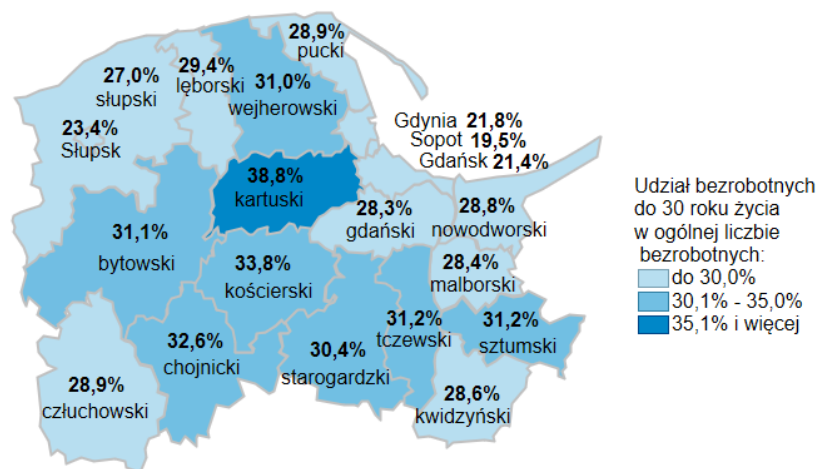 28,9%
pucki
27,0%
słupski
29,4%
lęborski
31,0%
wejherowski
23,4%
Słupsk
Gdynia 21,8%
Sopot 19,5%
Gdańsk 21,4%
38,8%
kartuski
28,3%
gdański
28,8%
nowodworski
31,1%
bytowski
33,8%
kościerski
28,4%
malborski
32,6%
chojnicki
30,4%
starogardzki
31,2%
tczewski
31,2%
sztumski
28,9%
człuchowski
28,6%
kwidzyński
Udział bezrobotnych
do 30 roku życia
w ogólnej liczbie
bezrobotnych:
do 30,0%
30,1% - 35,0%
35,1% i więcej